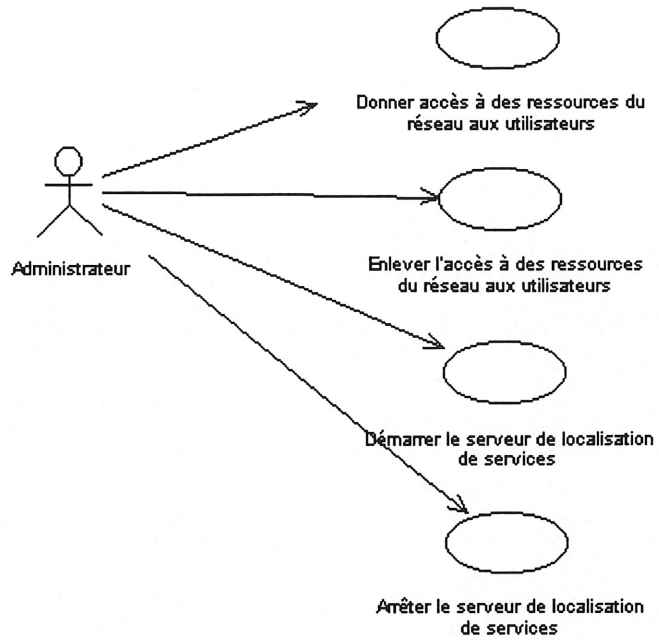 Donner accès à des ressources du
réseau aux utilisateurs
Administrateur
Enlever l'accès à des ressources
du réseau aux utilisateurs
Démarrer le serveur de localisation
de services
Arrêter le serveur de localisation
de services